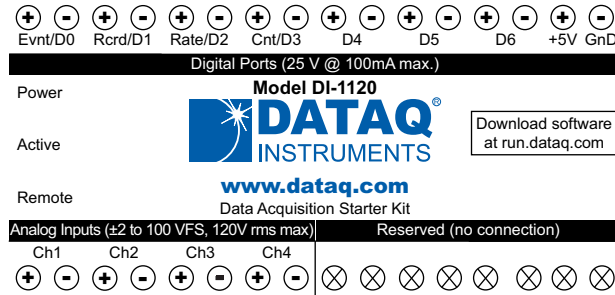 + - + - + - + - + - + - + - + -
Evnt/D0 Rcrd/D1 Rate/D2 Cnt/D3 D4 D5 D6 +5V GnD
Digital Ports (25 V @ 100mA max.)
Power
Model DI-1120
DATAQ®
INSTRUMENTS
Active
Download software
at run.dataq.com
Remote
www.dataq.com
Data Acquisition Starter Kit
Analog Inputs (±2 to 100 VFS, 120V rms max) Reserved (no connection)
Ch1 Ch2 Ch3 Ch4
+ - + - + - + -